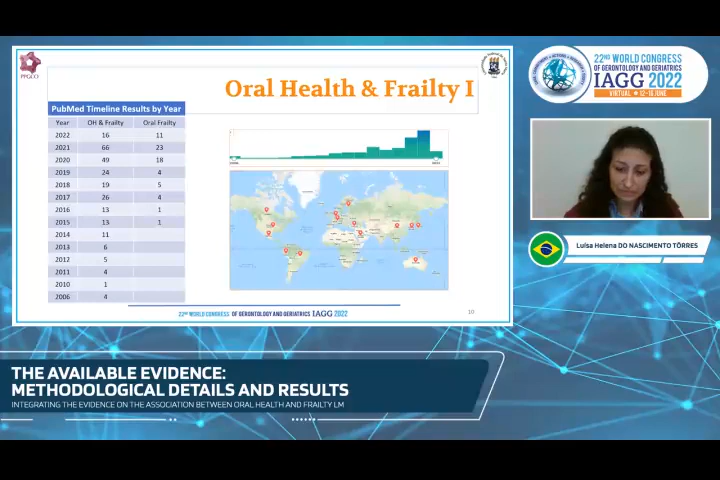 Oral Health & Frailty I
PubMed Timeline Results by Year
Year OH & Frailty Oral Frailty
2022 16 11
2021 66 23
2020 49 18
2019 24 4
2018 19 5
2017 26 4
2016 13 1
2015 13 1
2014 11
2013 6
2012 5
2011 4
2010 1
2006 4
22ND WORLD CONGRESS OF GERONTOLOGY AND GERIATRICS IAGG 2022
10
22ND WORLD CONGRESS
OF GERONTOLOGY AND GERIATRICS
IAGG 2022
VIRTUAL • 12-16 JUNE
Luísa Helena DO NASCIMENTO TÔRRES
THE AVAILABLE EVIDENCE:
METHODOLOGICAL DETAILS AND RESULTS
INTEGRATING THE EVIDENCE ON THE ASSOCIATION BETWEEN ORAL HEALTH AND FRAILTY LM